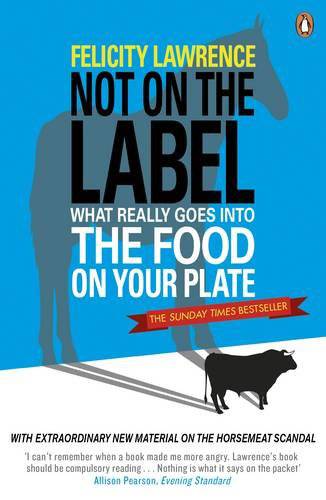 FELICITY LAWRENCE
NOT ON THE
LABEL
WHAT REALLY GOES INTO
THE FOOD
ON YOUR PLATE
THE SUNDAY TIMES BESTSELLER
WITH EXTRAORDINARY NEW MATERIAL ON THE HORSEMEAT SCANDAL
'I can't remember when a book made me more angry. Lawrence's book
should be compulsory reading . . . Nothing is what it says on the packet'
Allison Pearson, Evening Standard